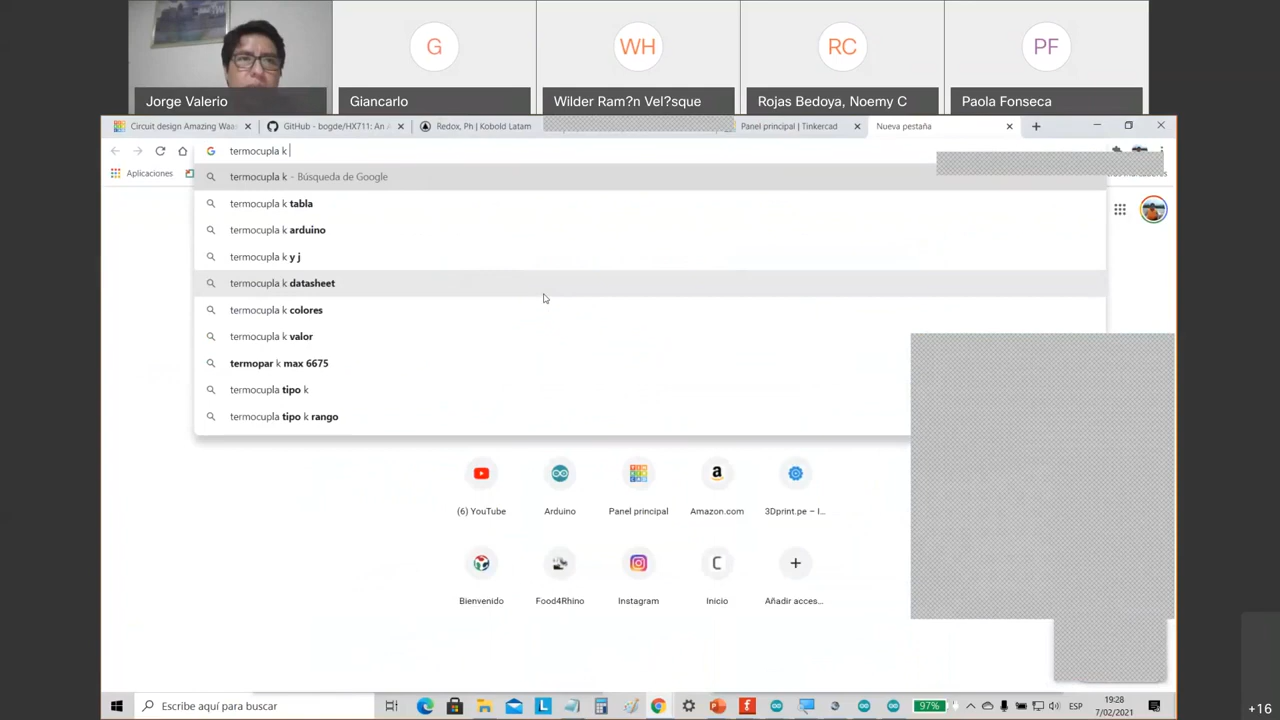 G
WH
RC
PF
Jorge Valerio
Giancarlo
Wilder Ram?n Vel?sque
Rojas Bedoya, Noemy C
Paola Fonseca
Circuit design Amazing Waa
GitHub - bogde/HX711: An A
Redox, Ph | Kobold Latam
Panel principal | Tinkercad
Nueva pestaña
termocupla k
Aplicaciones
termocupla k - Búsqueda de Google
termocupla k tabla
termocupla k arduino
termocupla k y j
termocupla k datasheet
termocupla k colores
termocupla k valor
termopar k max 6675
termocupla tipo k
termocupla tipo k rango
(6) YouTube
Arduino
Panel principal
Amazon.com
3Dprint.pe – I...
C
Bienvenido
Food4Rhino
Instagram
Inicio
Añadir acces...
Escribe aquí para buscar
97%
ESP
19:28
7/02/2021
+16